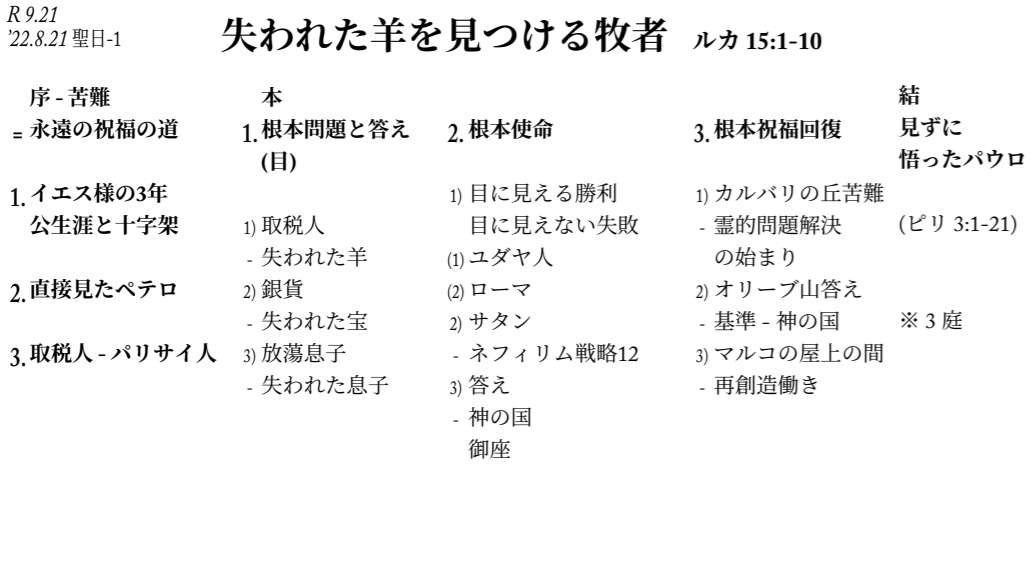 R 9.21
'22.8.21 聖日-1
失われた羊を見つける牧者 ルカ 15:1-10
序 - 苦難
= 永遠の祝福の道
1. イエス様の3年
公生涯と十字架
2. 直接見たペテロ
3. 取税人 - パリサイ人
本
1. 根本問題と答え
(目)
1) 取税人
- 失われた羊
2) 銀貨
- 失われた宝
3) 放蕩息子
- 失われた息子
2. 根本使命
1) 目に見える勝利
目に見えない失敗
(1) ユダヤ人
(2) ローマ
2) サタン
- ネフィリム戦略12
3) 答え
- 神の国
御座
3. 根本祝福回復
1) カルバリの丘苦難
- 霊的問題解決
の始まり
2) オリーブ山答え
- 基準 - 神の国
3) マルコの屋上の間
- 再創造働き
結
見ずに
悟ったパウロ
(ピリ 3:1-21)
※ 3 庭